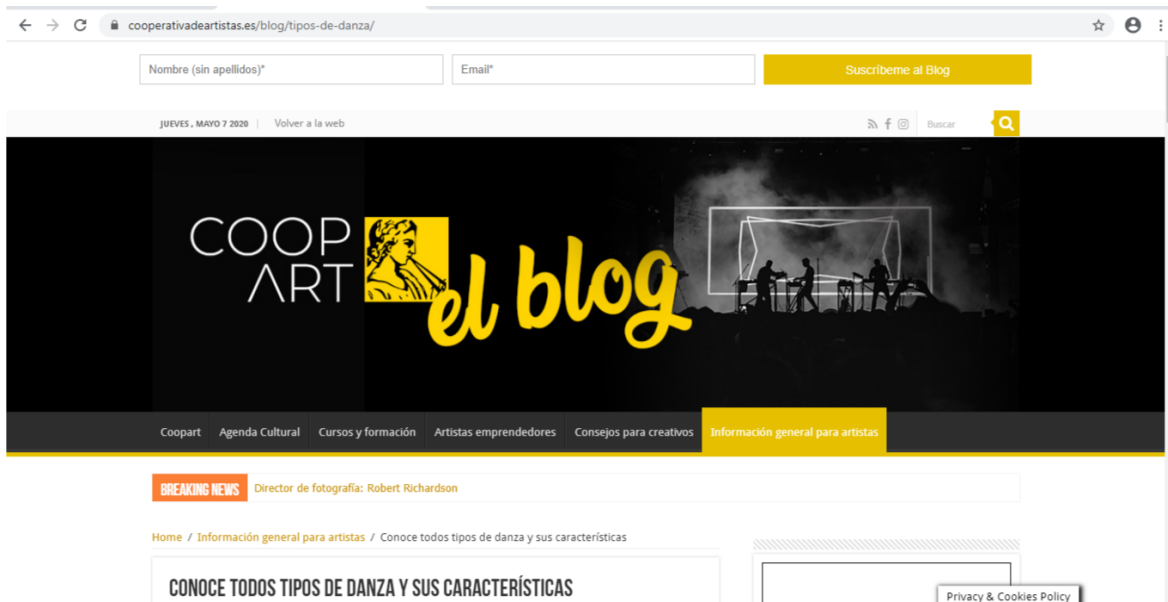 cooperativadeartistas.es/blog/tipos-de-danza/
Nombre (sin apellidos)* Email* Suscríbeme al Blog
JUEVES , MAYO 7 2020 | Volver a la web Buscar
COOP
ART
el blog
Coopart Agenda Cultural Cursos y formación Artistas emprendedores Consejos para creativos Información general para artistas
BREAKING NEWS Director de fotografía: Robert Richardson
Home / Información general para artistas / Conoce todos tipos de danza y sus características
CONOCE TODOS TIPOS DE DANZA Y SUS CARACTERÍSTICAS
Privacy & Cookies Policy